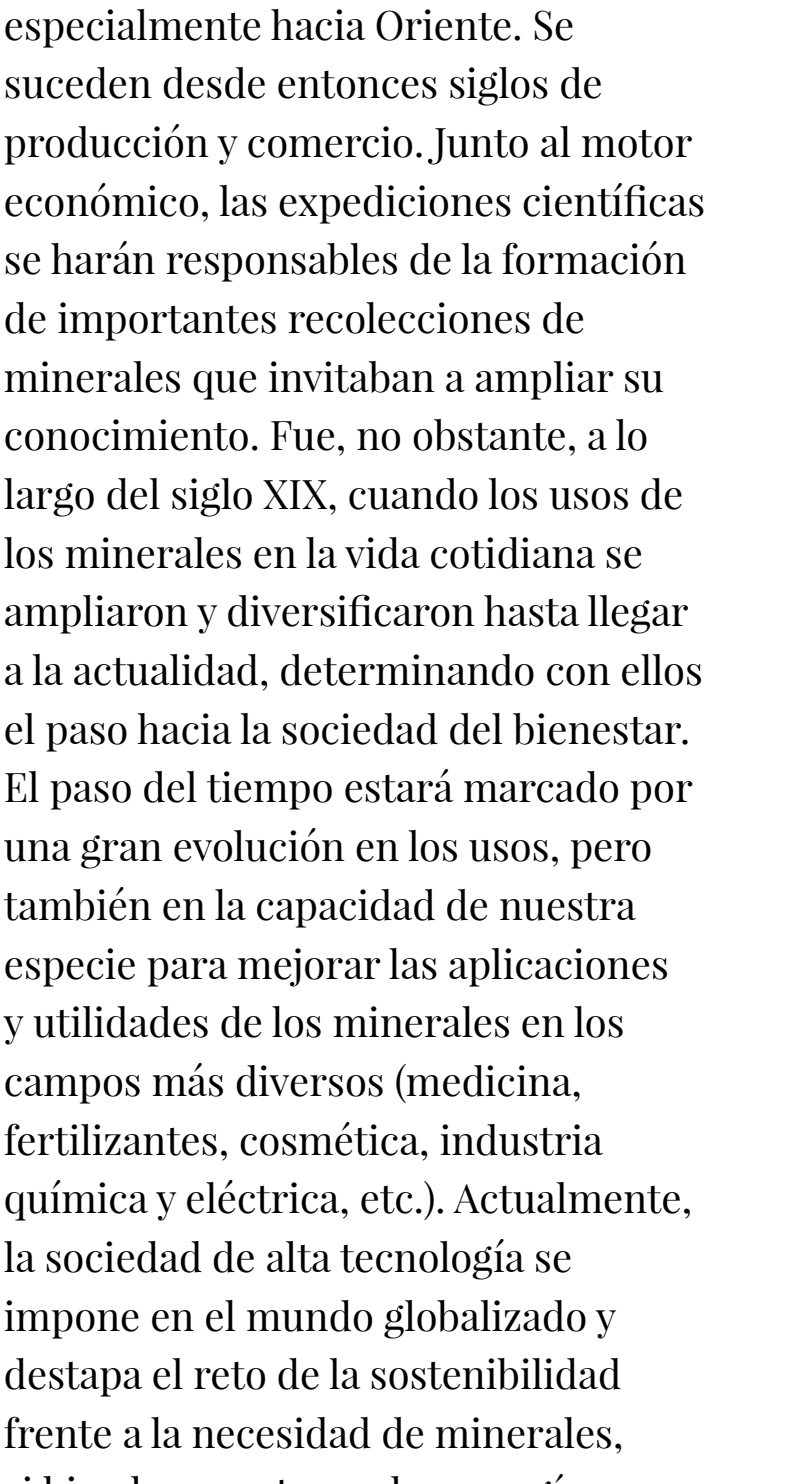 especialmente hacia Oriente. Se
suceden desde entonces siglos de
producción y comercio. Junto al motor
económico, las expediciones científicas
se harán responsables de la formación
de importantes recolecciones de
minerales que invitaban a ampliar su
conocimiento. Fue, no obstante, a lo
largo del siglo XIX, cuando los usos de
los minerales en la vida cotidiana se
ampliaron y diversificaron hasta llegar
a la actualidad, determinando con ellos
el paso hacia la sociedad del bienestar.
El paso del tiempo estará marcado por
una gran evolución en los usos, pero
también en la capacidad de nuestra
especie para mejorar las aplicaciones
y utilidades de los minerales en los
campos más diversos (medicina,
fertilizantes, cosmética, industria
química y eléctrica, etc.). Actualmente,
la sociedad de alta tecnología se
impone en el mundo globalizado y
destapa el reto de la sostenibilidad
frente a la necesidad de minerales,